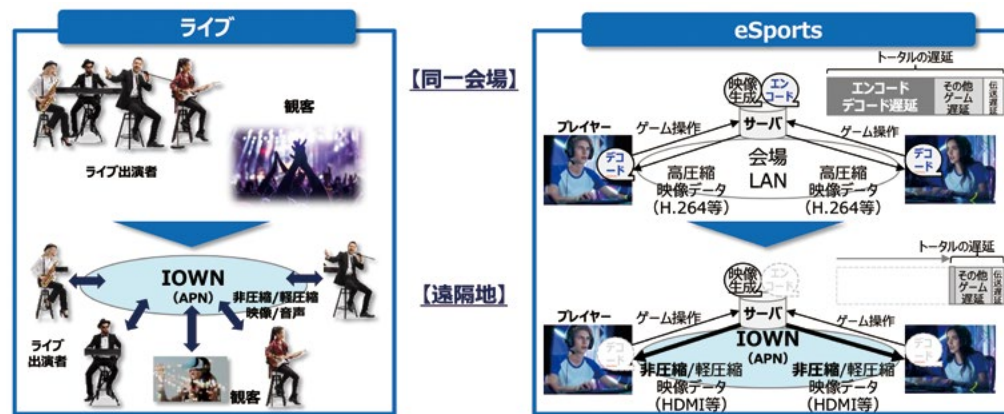 ライブ
ライブ出演者
観客
IOWN
(APN)
非圧縮/軽圧縮
映像/音声
ライブ
出演者
観客
【同一会場】
【遠隔地】
eSports
トータルの遅延
エンコード
デコード遅延
その他
ゲーム
遅延
伝送遅延
映像
生成
エン
コード
サーバ
プレイヤー
ゲーム操作
ゲーム操作
デコ
ード
デコ
ード
会場
LAN
高圧縮
映像データ
(H.264等)
高圧縮
映像データ
(H.264等)
トータルの遅延
その他
ゲーム
遅延
伝送遅延
映像
生成
エン
コード
サーバ
プレイヤー
ゲーム操作
ゲーム操作
デコ
ード
デコ
ード
IOWN
(APN)
非圧縮/軽圧縮
映像データ
(HDMI等)
非圧縮/軽圧縮
映像データ
(HDMI等)